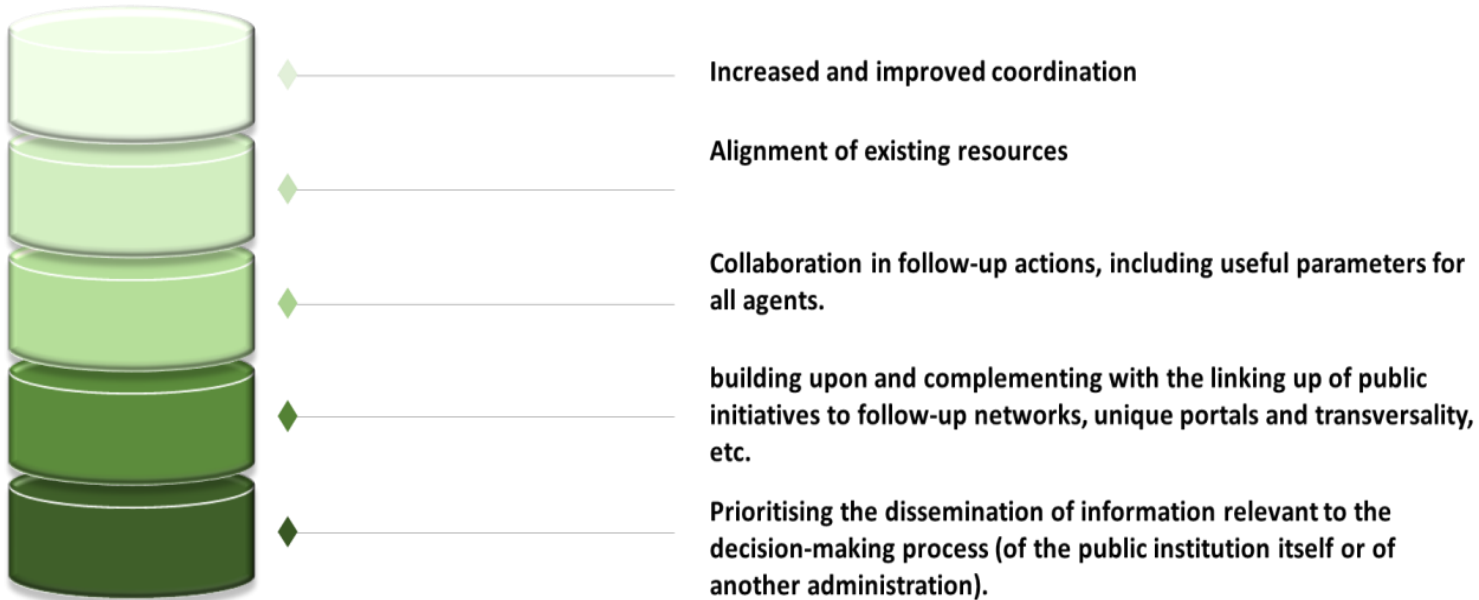 Increased and improved coordination
Alignment of existing resources
Collaboration in follow-up actions, including useful parameters for
all agents.
building upon and complementing with the linking up of public
initiatives to follow-up networks, unique portals and transversality,
etc.
Prioritising the dissemination of information relevant to the
decision-making process (of the public institution itself or of
another administration).